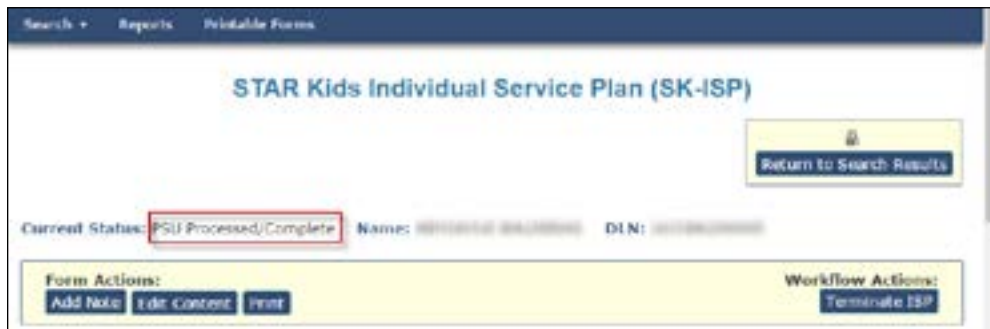 Search Reports Printable Forms
STAR Kids Individual Service Plan (SK-ISP)
Return to Search Results
Current Status: PSU Processed/Complete Name: DLN:
Form Actions: Workflow Actions:
Add Note Edit Content Print Terminate ISP